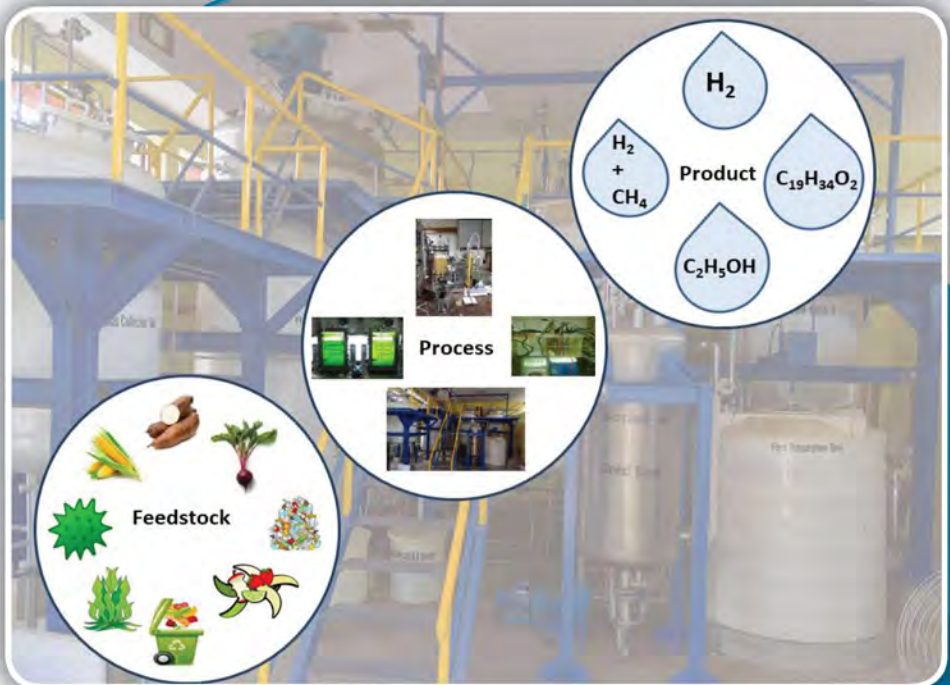 H₂
H₂
+
CH₄
Product
C₁₉H₃₄O₂
C₂H₅OH
Process
Feedstock